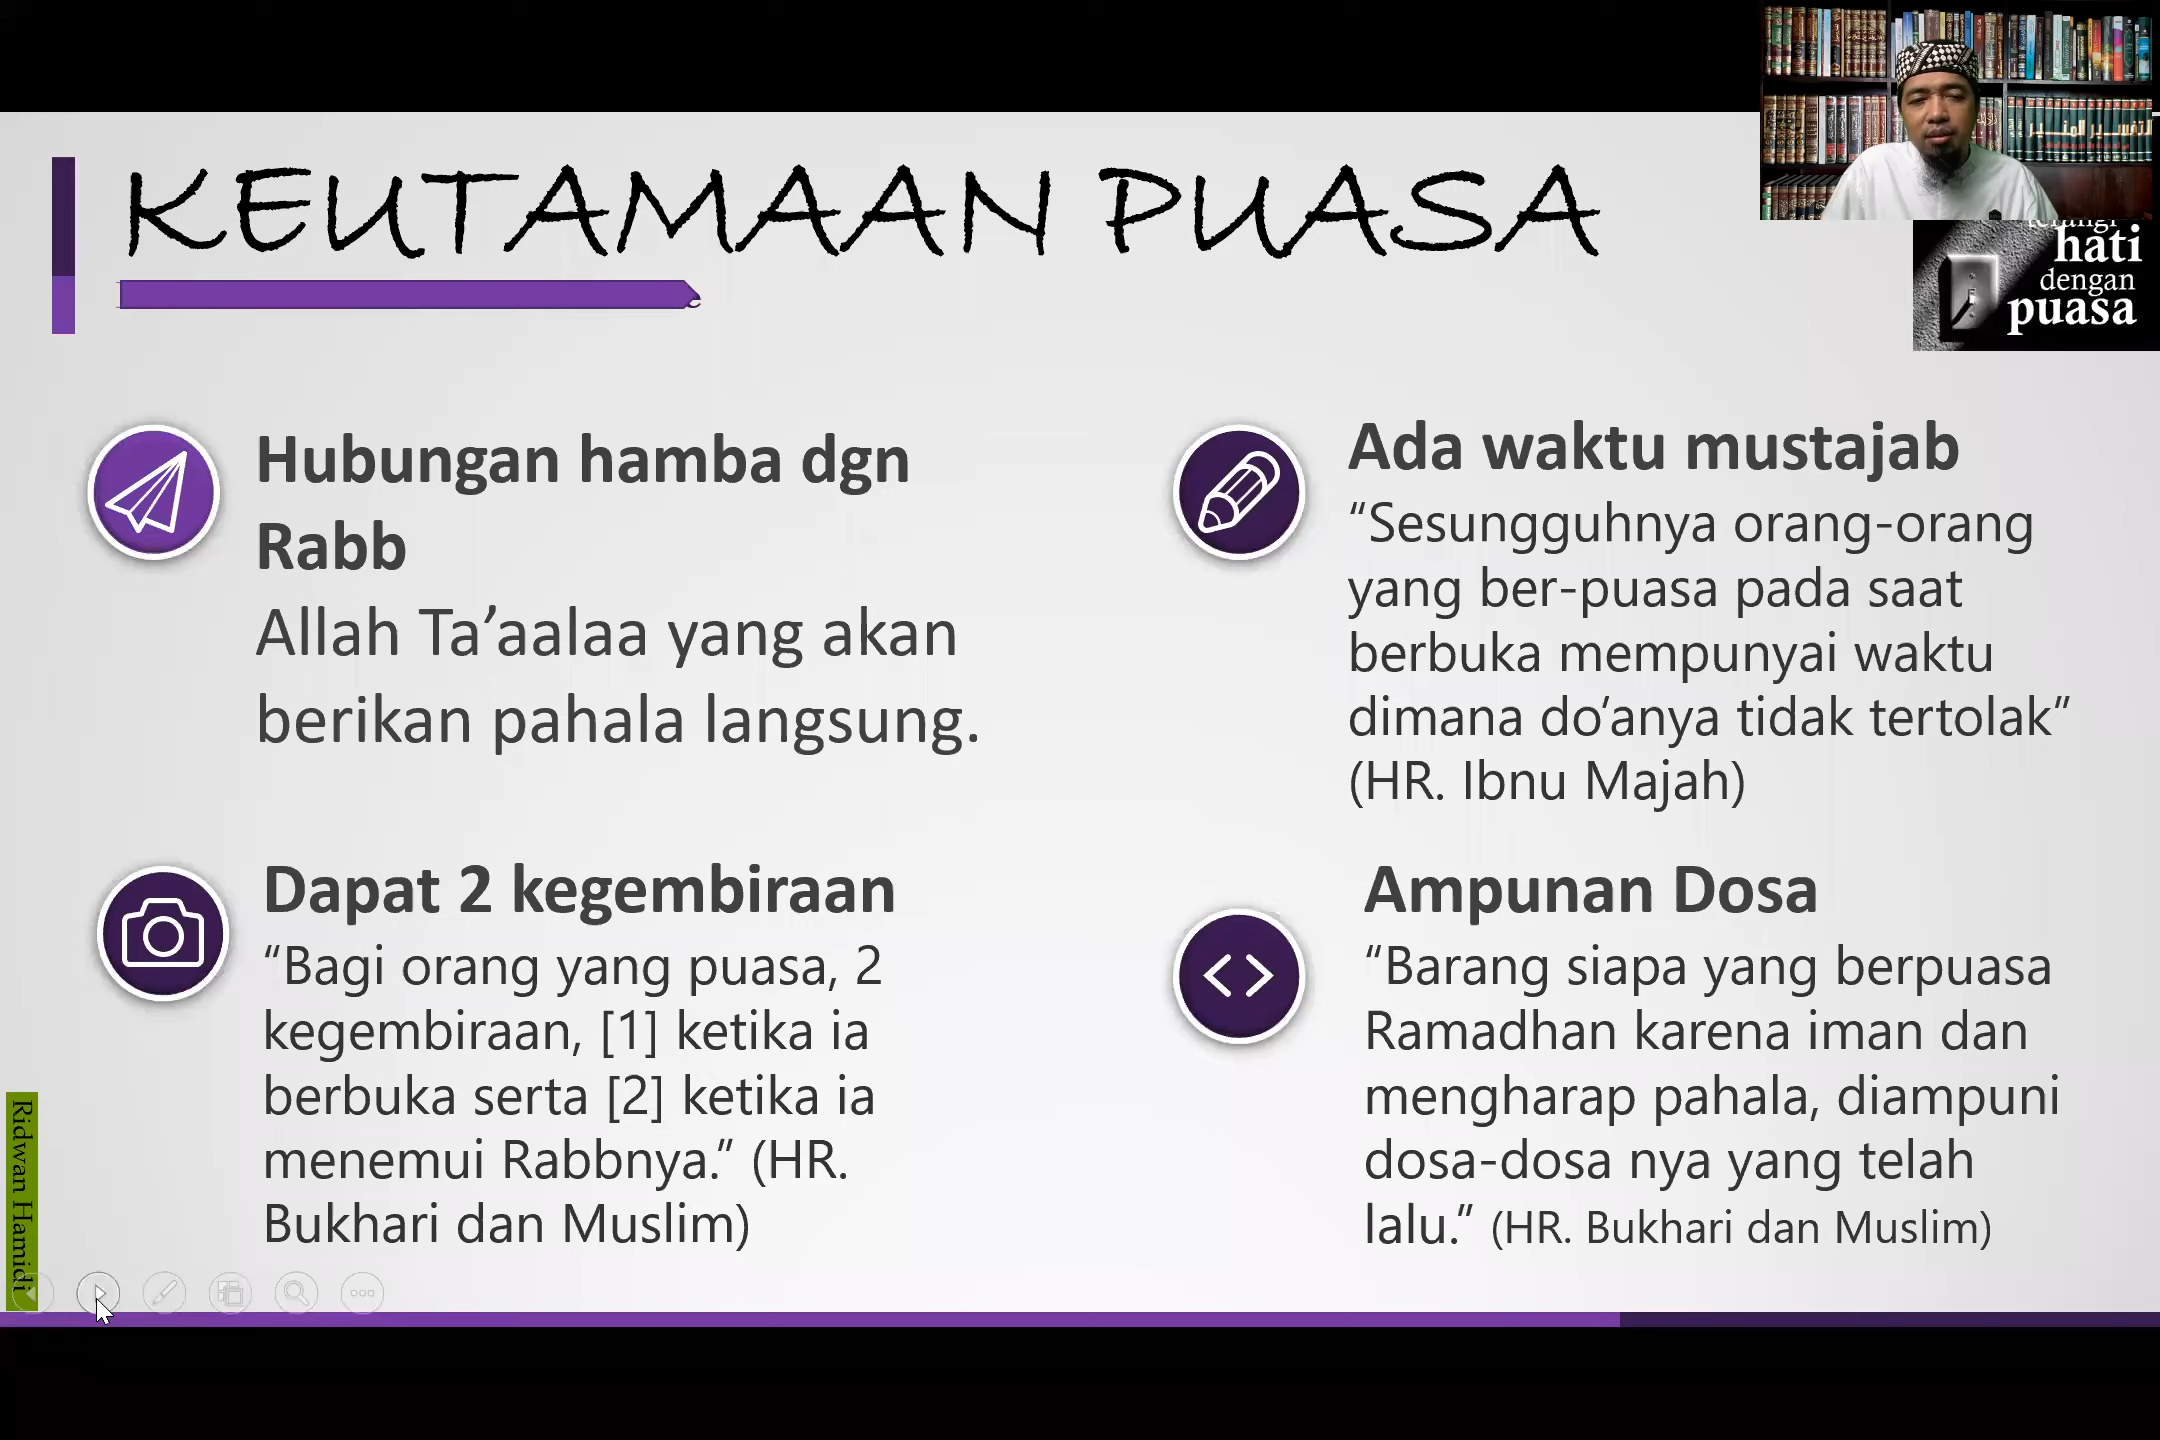 KEUTAMAAN PUASA
التفسير المنير
hati
dengan
puasa
Hubungan hamba dgn
Rabb
Allah Ta’aalaa yang akan
berikan pahala langsung.
Ada waktu mustajab
“Sesungguhnya orang-orang
yang ber-puasa pada saat
berbuka mempunyai waktu
dimana do’anya tidak tertolak”
(HR. Ibnu Majah)
Dapat 2 kegembiraan
“Bagi orang yang puasa, 2
kegembiraan, [1] ketika ia
berbuka serta [2] ketika ia
menemui Rabbnya.” (HR.
Bukhari dan Muslim)
Ampunan Dosa
“Barang siapa yang berpuasa
Ramadhan karena iman dan
mengharap pahala, diampuni
dosa-dosa nya yang telah
lalu.” (HR. Bukhari dan Muslim)
Ridwan Hamidi